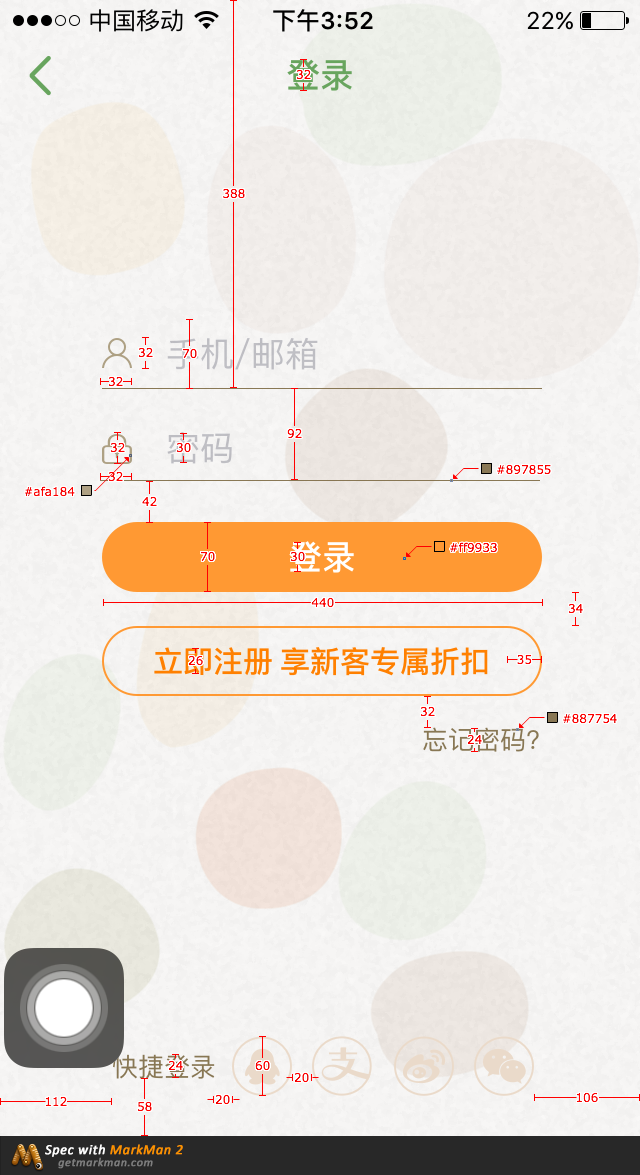 中国移动 下午3:52 22%
登录
32
388
手机/邮箱
32
70
32
密码
92
32
30
#897855
32
#afa184
42
登录
70
30
#ff9933
440
34
立即注册 享新客专属折扣
26
35
32
#887754
忘记密码?
24
快捷登录
24
60
支
20
20
112
58
106
Spec with MarkMan 2
getmarkman.com